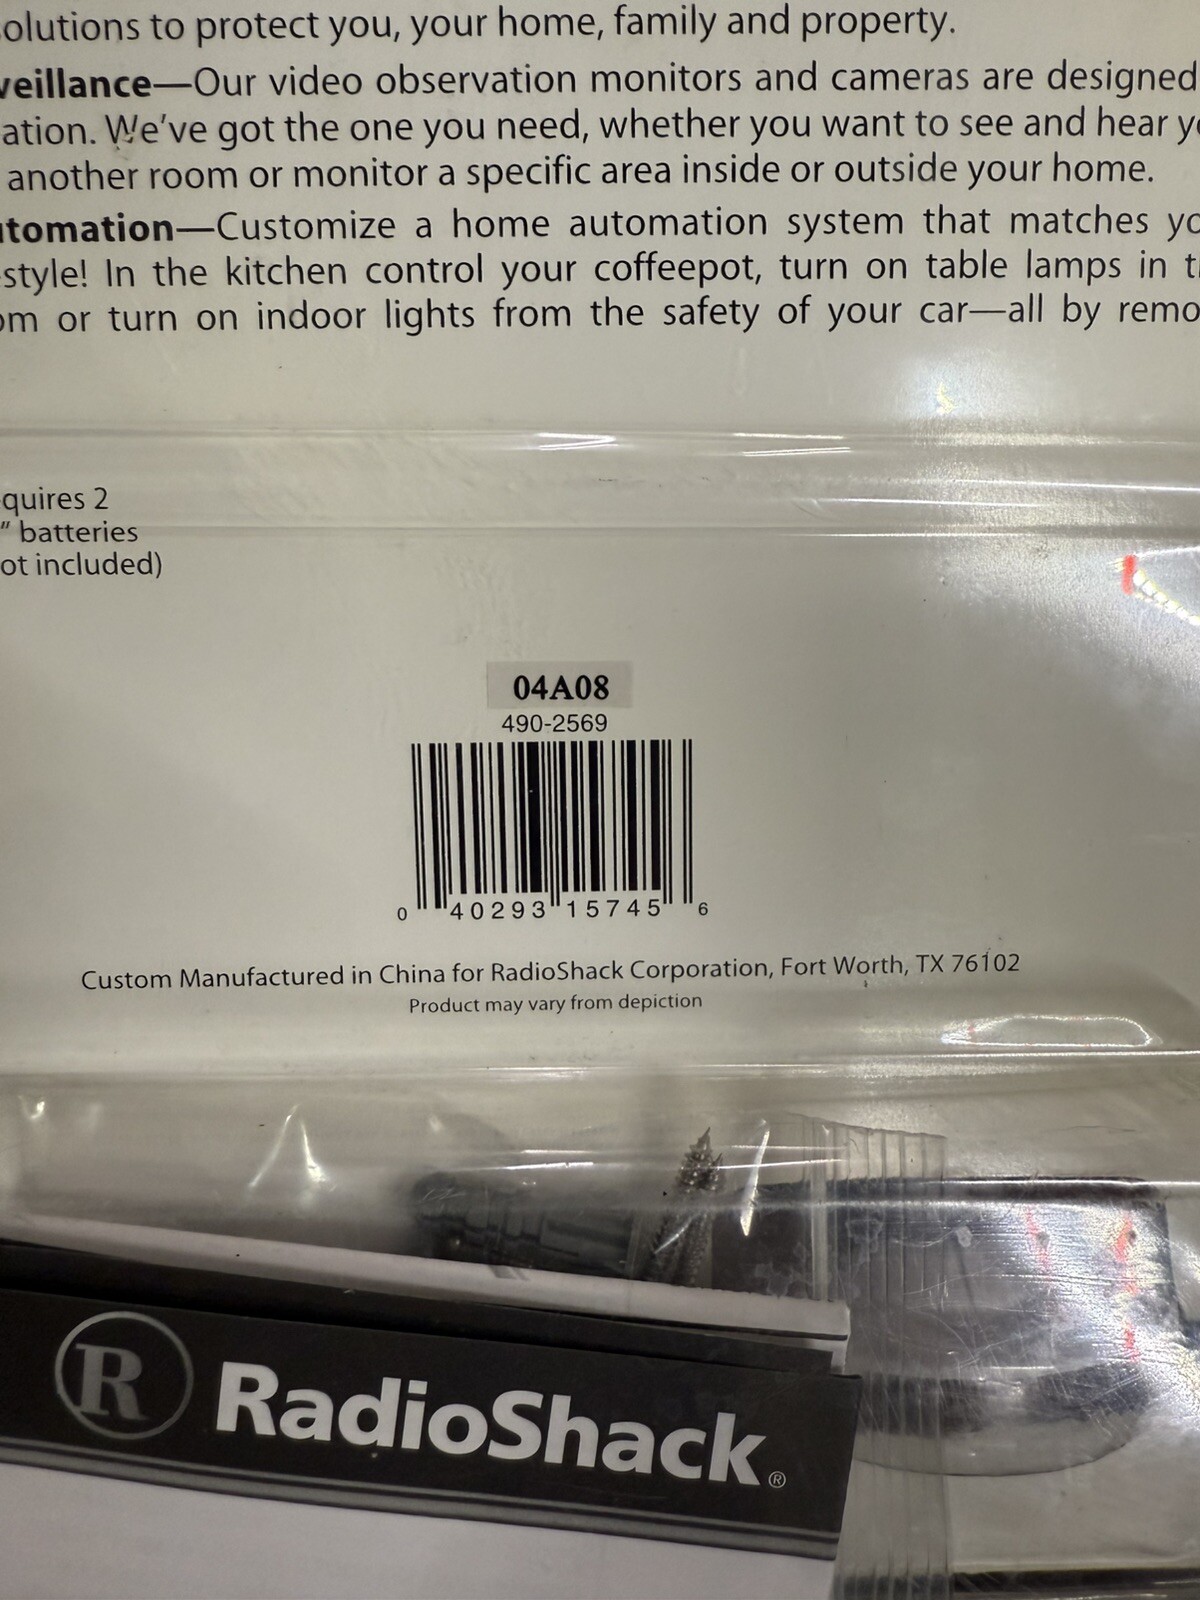 olutions to protect you, your home, family and property.
veillance—Our video observation monitors and cameras are designed
ation. We've got the one you need, whether you want to see and hear yo
another room or monitor a specific area inside or outside your home.
utomation—Customize a home automation system that matches yo
style! In the kitchen control your coffeepot, turn on table lamps in th
om or turn on indoor lights from the safety of your car—all by remo
quires 2
" batteries
ot included)
04A08
490-2569
0 40293 15745 6
Custom Manufactured in China for RadioShack Corporation, Fort Worth, TX 76102
Product may vary from depiction
R RadioShack®